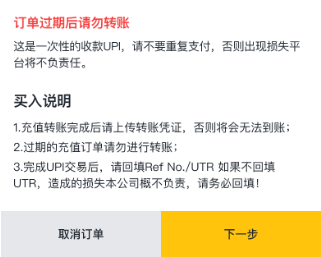 订单过期后请勿转账
这是一次性的收款UPI，请不要重复支付，否则出现损失平
台将不负责任。
买入说明
1.充值转账完成后请上传转账凭证，否则将会无法到账；
2.过期的充值订单请勿进行转账；
3.完成UPI交易后，请回填Ref No./UTR 如果不回填
UTR，造成的损失本公司概不负责，请务必回填！
取消订单
下一步